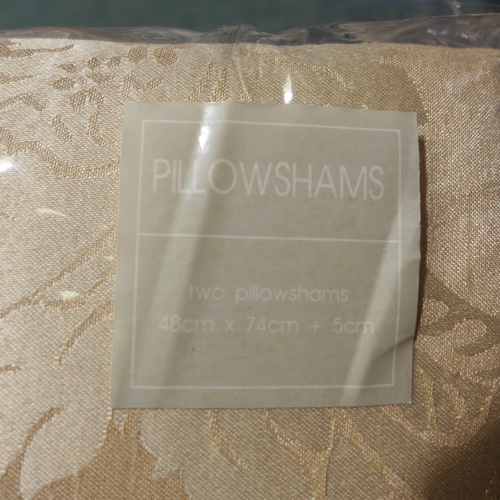 PILLOWSHAMS
two pillowshams
48cm x 74cm + 5cm